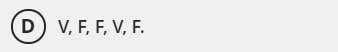 D V, F, F, V, F.